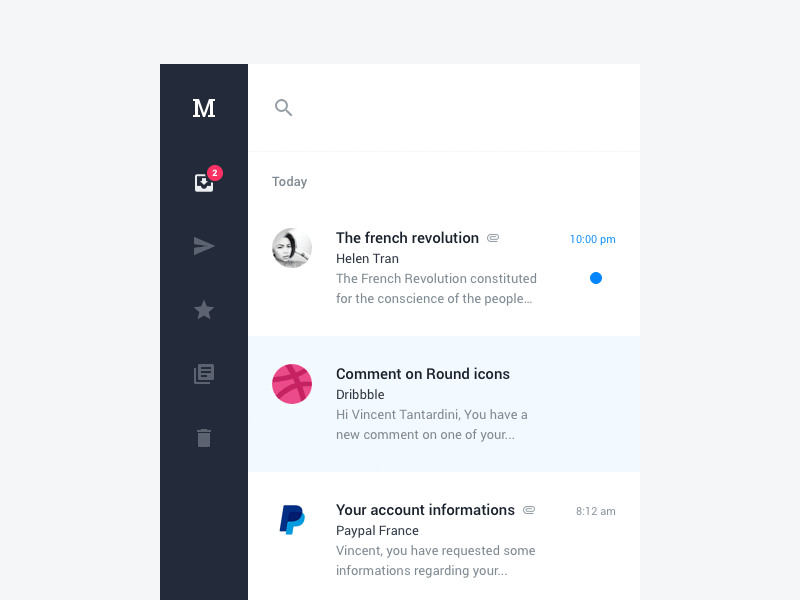 M
2
Today
The french revolution
10:00 pm
Helen Tran
The French Revolution constituted
for the conscience of the people...
Comment on Round icons
Dribbble
Hi Vincent Tantardini, You have a
new comment on one of your...
Your account informations
8:12 am
Paypal France
Vincent, you have requested some
informations regarding your...